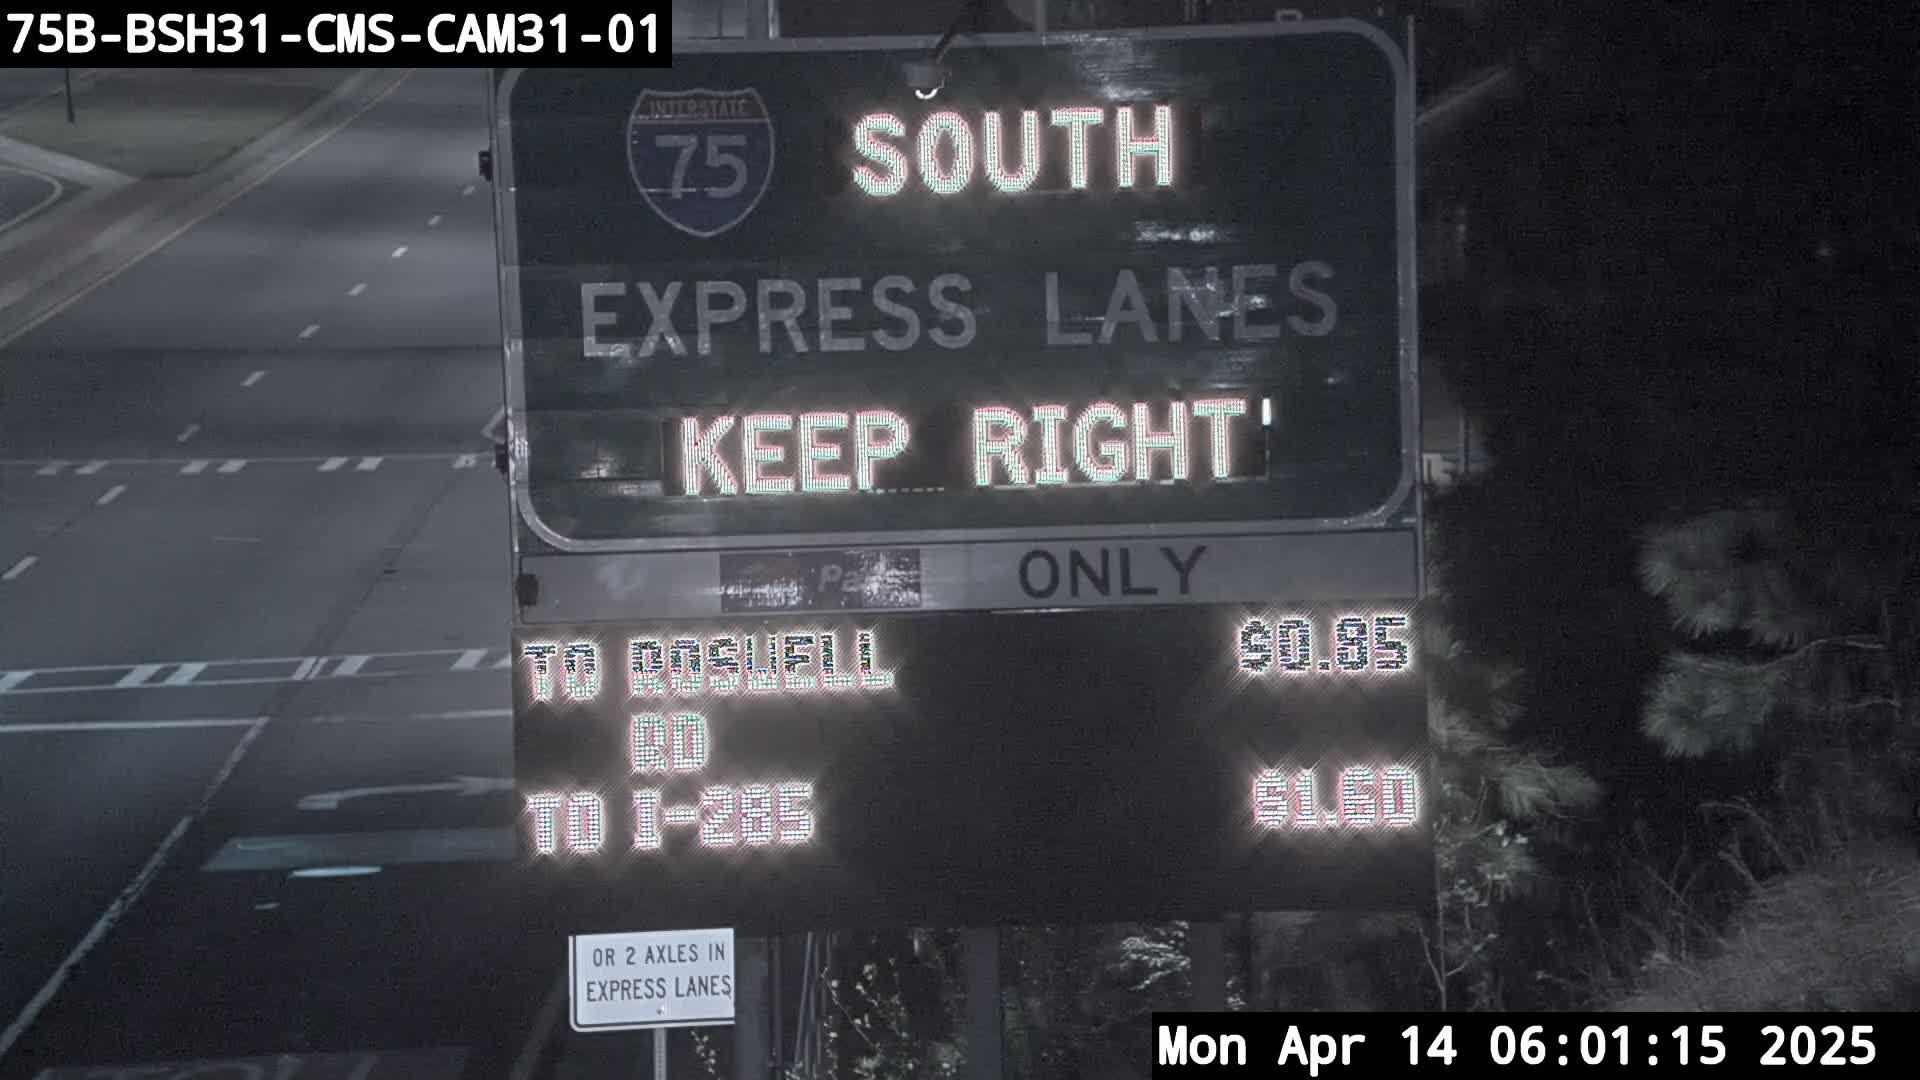 75B-BSH31-CMS-CAM31-01
INTERSTATE
75
SOUTH
EXPRESS LANES
KEEP RIGHT
ONLY
TO ROSWELL $0.85
RD
TO I-285 $1.60
OR 2 AXLES IN
EXPRESS LANES
Mon Apr 14 06:01:15 2025